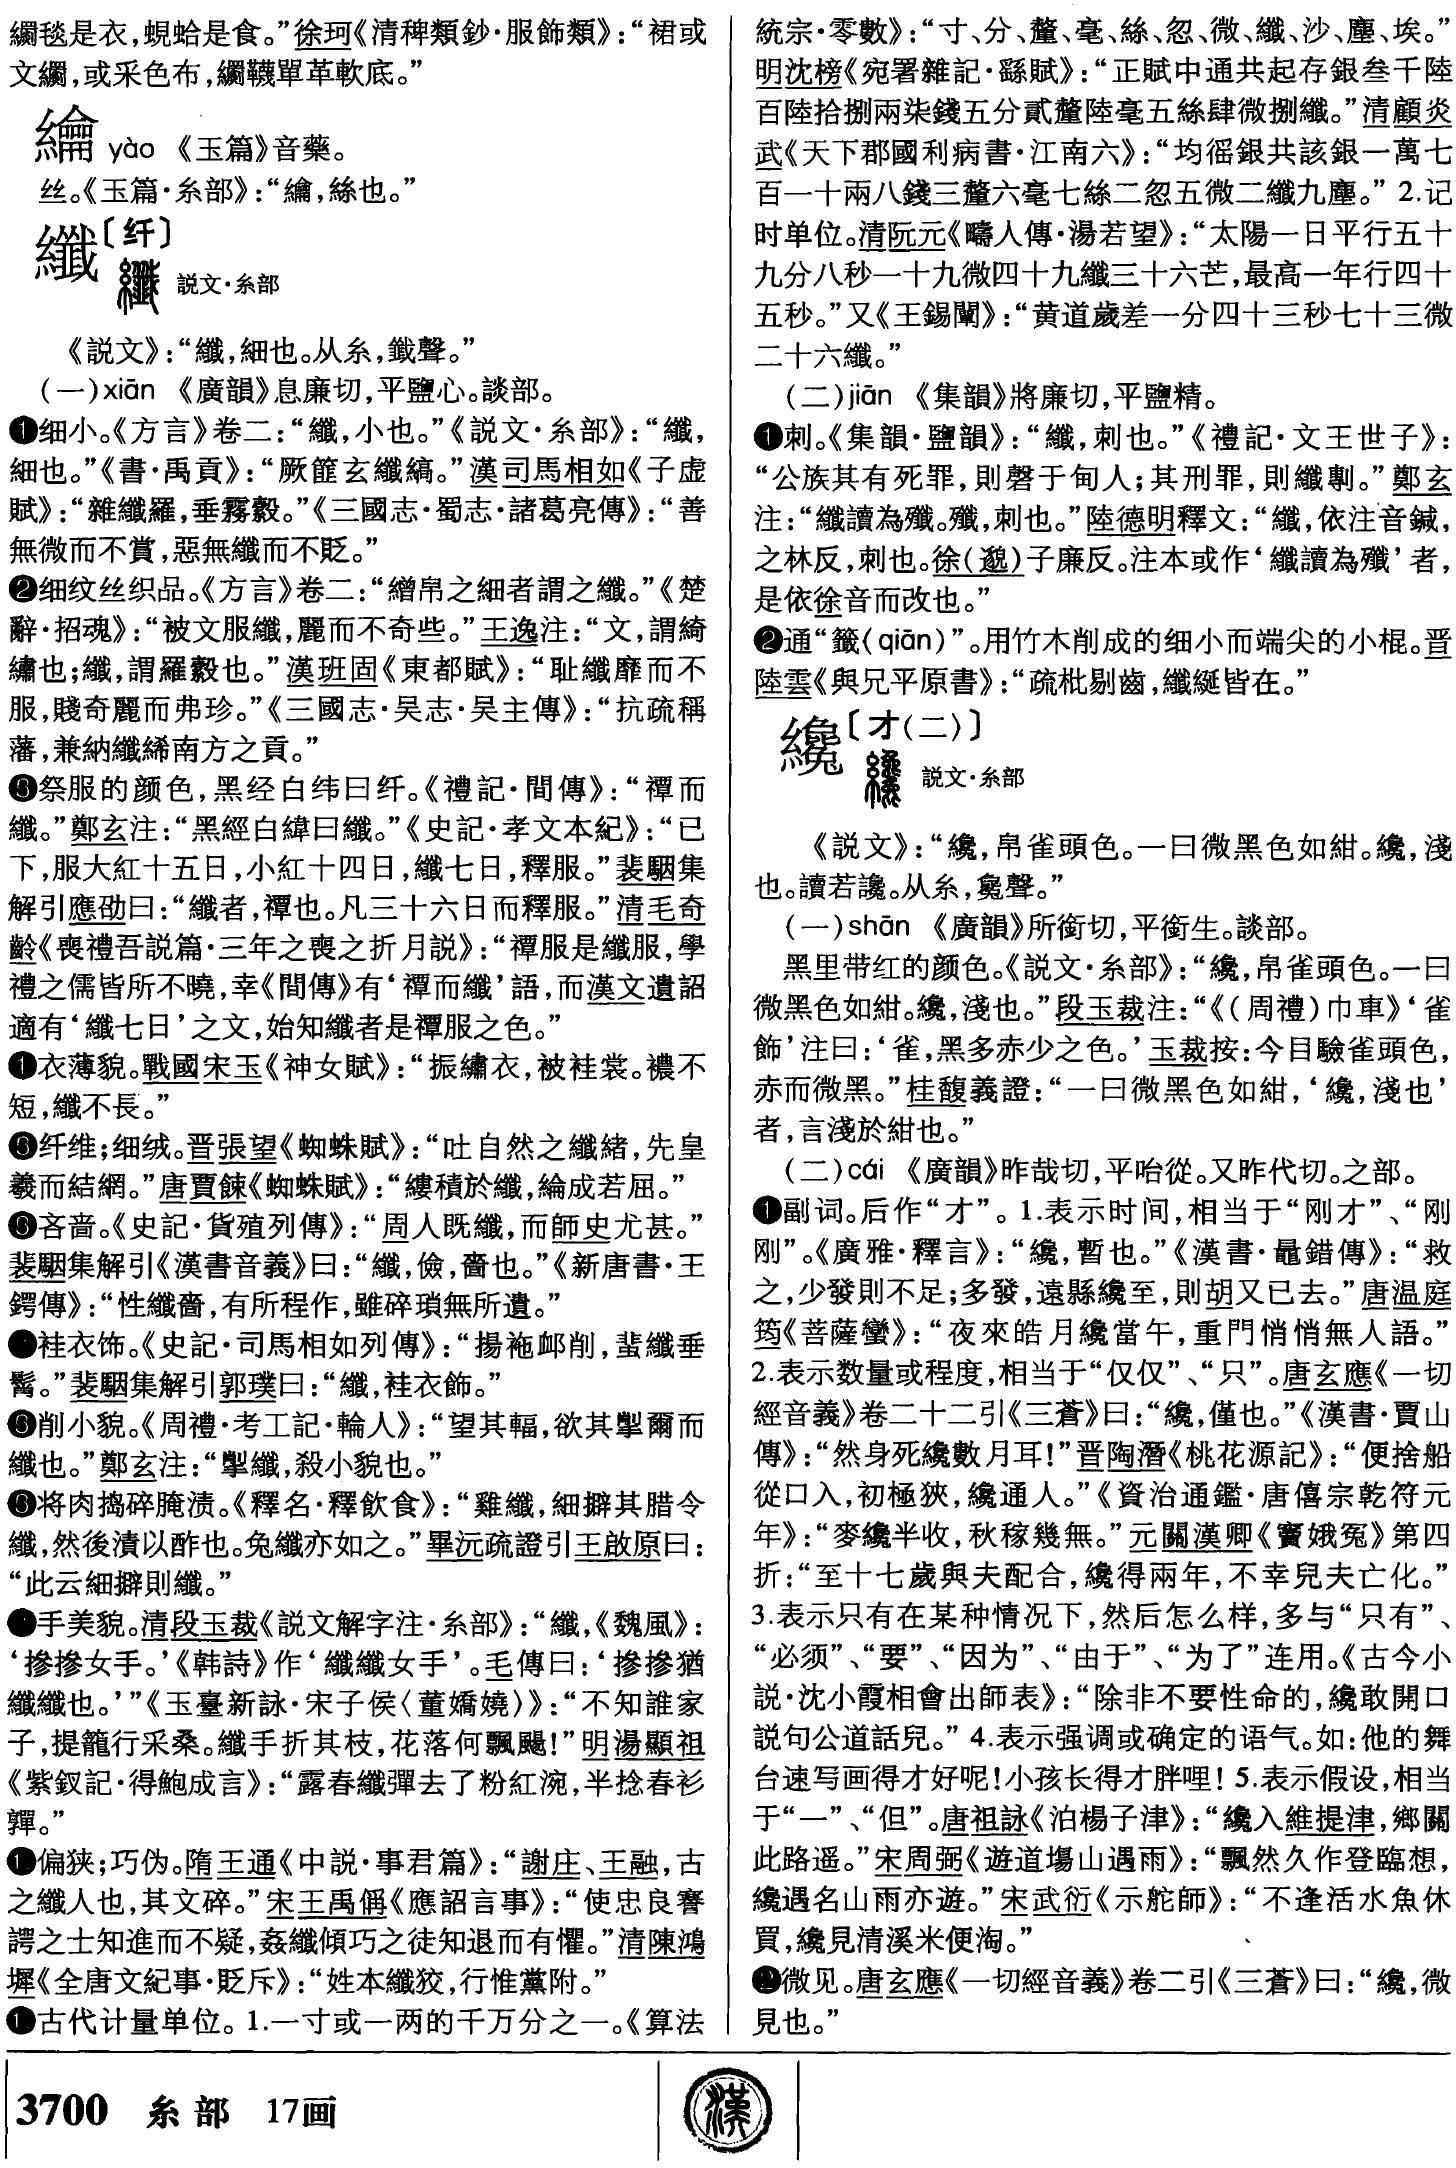 繝毯是衣，蜆蛤是食。”徐珂《清稗類鈔·服飾類》：“裙或
文繝，或采色布，繝韈單革軟底。”
yào 《玉篇》音藥。
丝。《玉篇·糸部》：“，絲也。”
纖〔纤〕
説文·糸部
《説文》：“纖，細也。从糸，韱聲。”
(一)xiān 《廣韻》息廉切，平鹽心。談部。
❶细小。《方言》卷二：“纖，小也。”《説文·糸部》：“纖，
細也。”《書·禹貢》：“厥篚玄纖縞。”漢司馬相如《子虚
賦》：“雜纖羅，垂霧縠。”《三國志·蜀志·諸葛亮傳》：“善
無微而不賞，惡無纖而不貶。”
❷细纹丝织品。《方言》卷二：“繒帛之細者謂之纖。”《楚
辭·招魂》：“被文服纖，麗而不奇些。”王逸注：“文，謂綺
繡也；纖，謂羅縠也。”漢班固《東都賦》：“耻纖靡而不
服，賤奇麗而弗珍。”《三國志·吴志·吴主傳》：“抗疏稱
藩，兼納纖絺南方之貢。”
❸祭服的颜色，黑经白纬曰纤。《禮記·間傳》：“禫而
纖。”鄭玄注：“黑經白緯曰纖。”《史記·孝文本紀》：“已
下，服大紅十五日，小紅十四日，纖七日，釋服。”裴駰集
解引應劭曰：“纖者，禫也。凡三十六日而釋服。”清毛奇
齡《喪禮吾説篇·三年之喪之折月説》：“禫服是纖服，學
禮之儒皆所不曉，幸《間傳》有‘禫而纖’語，而漢文遺詔
適有‘纖七日’之文，始知纖者是禫服之色。”
❶衣薄貌。戰國宋玉《神女賦》：“振繡衣，被袿裳。襛不
短，纖不長。”
❺纤维；细绒。晋張望《蜘蛛賦》：“吐自然之纖緒，先皇
羲而結網。”唐賈餗《蜘蛛賦》：“縷積於纖，綸成若屈。”
❻吝啬。《史記·貨殖列傳》：“周人既纖，而師史尤甚。”
裴駰集解引《漢書音義》曰：“纖，儉，嗇也。”《新唐書·王
鍔傳》：“性纖嗇，有所程作，雖碎瑣無所遺。”
袿衣饰。《史記·司馬相如列傳》：“揚袘卹削，蜚纖垂
髾。”裴駰集解引郭璞曰：“纖，袿衣飾。”
❽削小貌。《周禮·考工記·輪人》：“望其輻，欲其掣爾而
纖也。”鄭玄注：“掣纖，殺小貌也。”
❾将肉捣碎腌渍。《釋名·釋飲食》：“雞纖，細擗其腊令
纖，然後漬以酢也。兔纖亦如之。”畢沅疏證引王啟原曰：
“此云細擗則纖。”
手美貌。清段玉裁《説文解字注·糸部》：“纖，《魏風》：
‘摻摻女手。’《韩詩》作‘纖纖女手’。毛傳曰：‘摻摻猶
纖纖也。’”《玉臺新詠·宋子侯〈董嬌嬈〉》：“不知誰家
子，提籠行采桑。纖手折其枝，花落何飄颺！”明湯顯祖
《紫釵記·得鮑成言》：“露春纖彈去了粉紅涴，半捻春衫
嚲。”
❶偏狭；巧伪。隋王通《中説·事君篇》：“謝庄、王融，古
之纖人也，其文碎。”宋王禹偁《應詔言事》：“使忠良謇
諤之士知進而不疑，姦纖傾巧之徒知退而有懼。”清陳鴻
墀《全唐文紀事·貶斥》：“姓本纖狡，行惟黨附。”
❶古代计量单位。1.一寸或一两的千万分之一。《算法
統宗·零數》：“寸、分、釐、毫、絲、忽、微、纖、沙、塵、埃。”
明沈榜《宛署雜記·繇賦》：“正賦中通共起存銀叁千陸
百陸拾捌兩柒錢五分貳釐陸毫五絲肆微捌纖。”清顧炎
武《天下郡國利病書·江南六》：“均徭銀共該銀一萬七
百一十兩八錢三釐六毫七絲二忽五微二纖九塵。” 2.记
时单位。清阮元《疇人傳·湯若望》：“太陽一日平行五十
九分八秒一十九微四十九纖三十六芒，最高一年行四十
五秒。”又《王錫闡》：“黄道歲差一分四十三秒七十三微
二十六纖。”
(二)jiān 《集韻》將廉切，平鹽精。
❶刺。《集韻·鹽韻》：“纖，刺也。”《禮記·文王世子》：
“公族其有死罪，則磬于甸人；其刑罪，則纖剸。”鄭玄
注：“纖讀為殲。殲，刺也。”陸德明釋文：“纖，依注音鍼，
之林反，刺也。徐(邈)子廉反。注本或作‘纖讀為殲’者，
是依徐音而改也。”
❷通“籤(qiān)”。用竹木削成的细小而端尖的小棍。晋
陸雲《與兄平原書》：“疏枇剔齒，纖綖皆在。”
纔〔才(二)〕
説文·糸部
《説文》：“纔，帛雀頭色。一曰微黑色如紺。纔，淺
也。讀若讒。从糸，毚聲。”
(一)shān 《廣韻》所銜切，平銜生。談部。
黑里带红的颜色。《説文·糸部》：“纔，帛雀頭色。一曰
微黑色如紺。纔，淺也。”段玉裁注：“《(周禮)巾車》‘雀
飾’注曰：‘雀，黑多赤少之色。’玉裁按：今目驗雀頭色，
赤而微黑。”桂馥義證：“一曰微黑色如紺，‘纔，淺也’
者，言淺於紺也。”
(二)cái 《廣韻》昨哉切，平咍從。又昨代切。之部。
❶副词。后作“才”。1.表示时间，相当于“刚才”、“刚
刚”。《廣雅·釋言》：“纔，暫也。”《漢書·鼂錯傳》：“救
之，少發則不足；多發，遠縣纔至，則胡又已去。”唐温庭
筠《菩薩蠻》：“夜來皓月纔當午，重門悄悄無人語。”
2.表示数量或程度，相当于“仅仅”、“只”。唐玄應《一切
經音義》卷二十二引《三蒼》曰：“纔，僅也。”《漢書·賈山
傳》：“然身死纔數月耳！”晋陶潛《桃花源記》：“便捨船
從口入，初極狹，纔通人。”《資治通鑑·唐僖宗乾符元
年》：“麥纔半收，秋稼幾無。”元關漢卿《竇娥冤》第四
折：“至十七歲與夫配合，纔得兩年，不幸兒夫亡化。”
3.表示只有在某种情况下，然后怎么样，多与“只有”、
“必须”、“要”、“因为”、“由于”、“为了”连用。《古今小
説·沈小霞相會出師表》：“除非不要性命的，纔敢開口
説句公道話兒。” 4.表示强调或确定的语气。如：他的舞
台速写画得才好呢！小孩长得才胖哩！ 5.表示假设，相当
于“一”、“但”。唐祖詠《泊楊子津》：“纔入維提津，鄉關
此路遥。”宋周弼《遊道場山遇雨》：“飄然久作登臨想，
纔遇名山雨亦遊。”宋武衍《示舵師》：“不逢活水魚休
買，纔見清溪米便淘。”
❷微见。唐玄應《一切經音義》卷二引《三蒼》曰：“纔，微
見也。”
3700 糸部 17画
漢